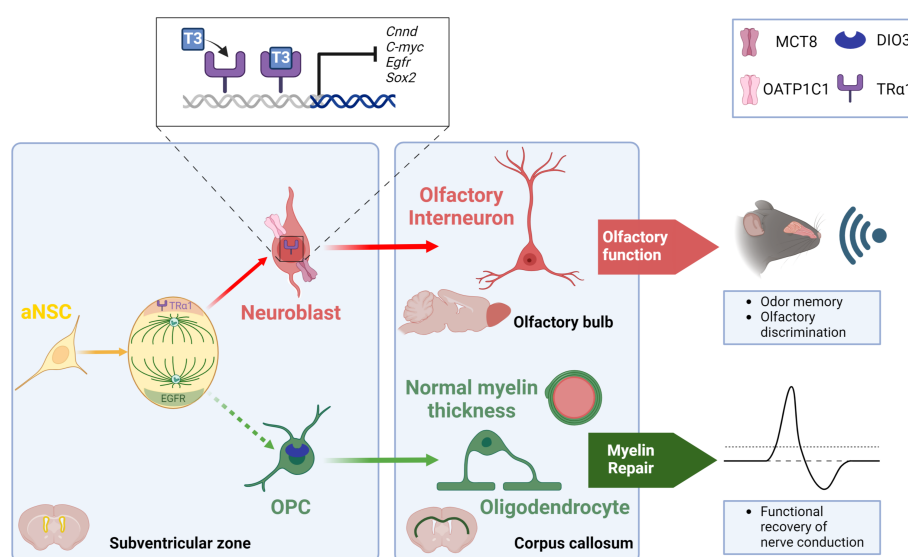 T3
T3
Cnnd
C-myc
Egfr
Sox2
MCT8
DIO3
OATP1C1
TRα1
aNSC
TRα1
EGFR
Neuroblast
OPC
Subventricular zone
Olfactory
Interneuron
Olfactory bulb
Normal myelin
thickness
Oligodendrocyte
Corpus callosum
Olfactory
function
Myelin
Repair
• Odor memory
• Olfactory
discrimination
• Functional
recovery of
nerve conduction